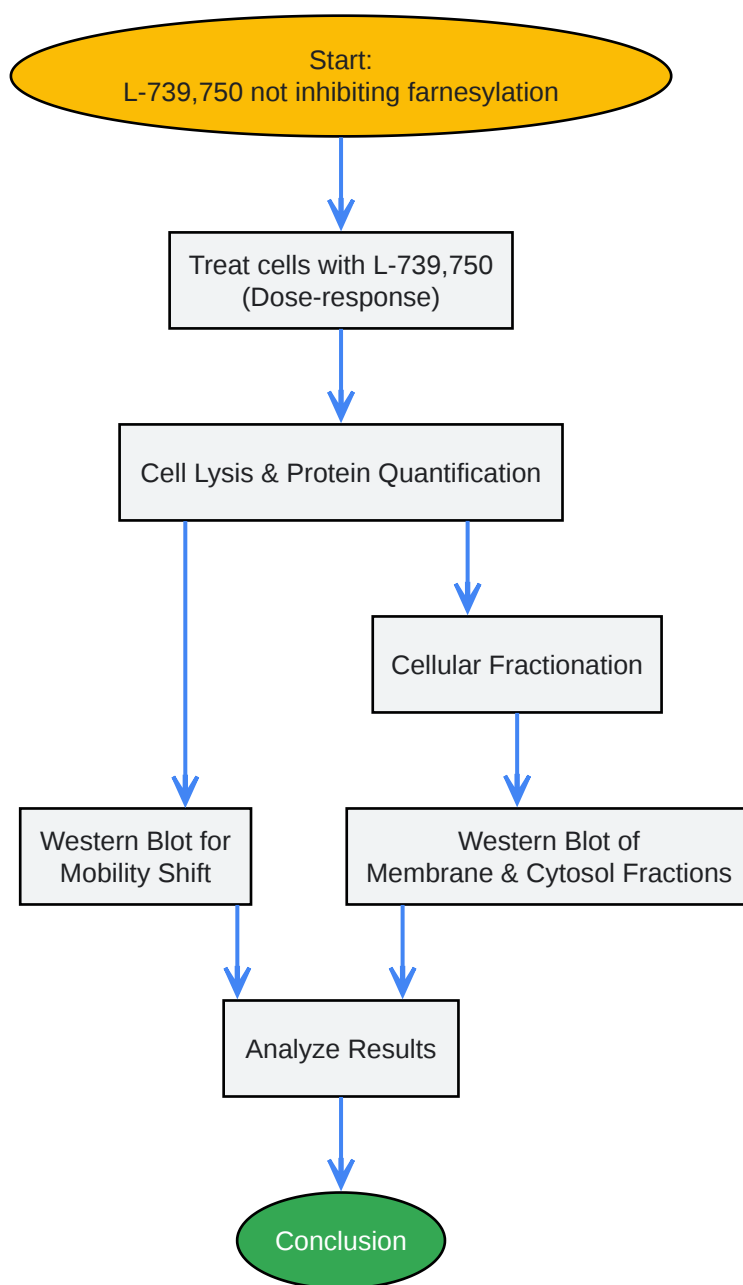 Start:
L-739,750 not inhibiting farnesylation
Treat cells with L-739,750
(Dose-response)
Cell Lysis & Protein Quantification
Cellular Fractionation
Western Blot for
Mobility Shift
Western Blot of
Membrane & Cytosol Fractions
Analyze Results
Conclusion